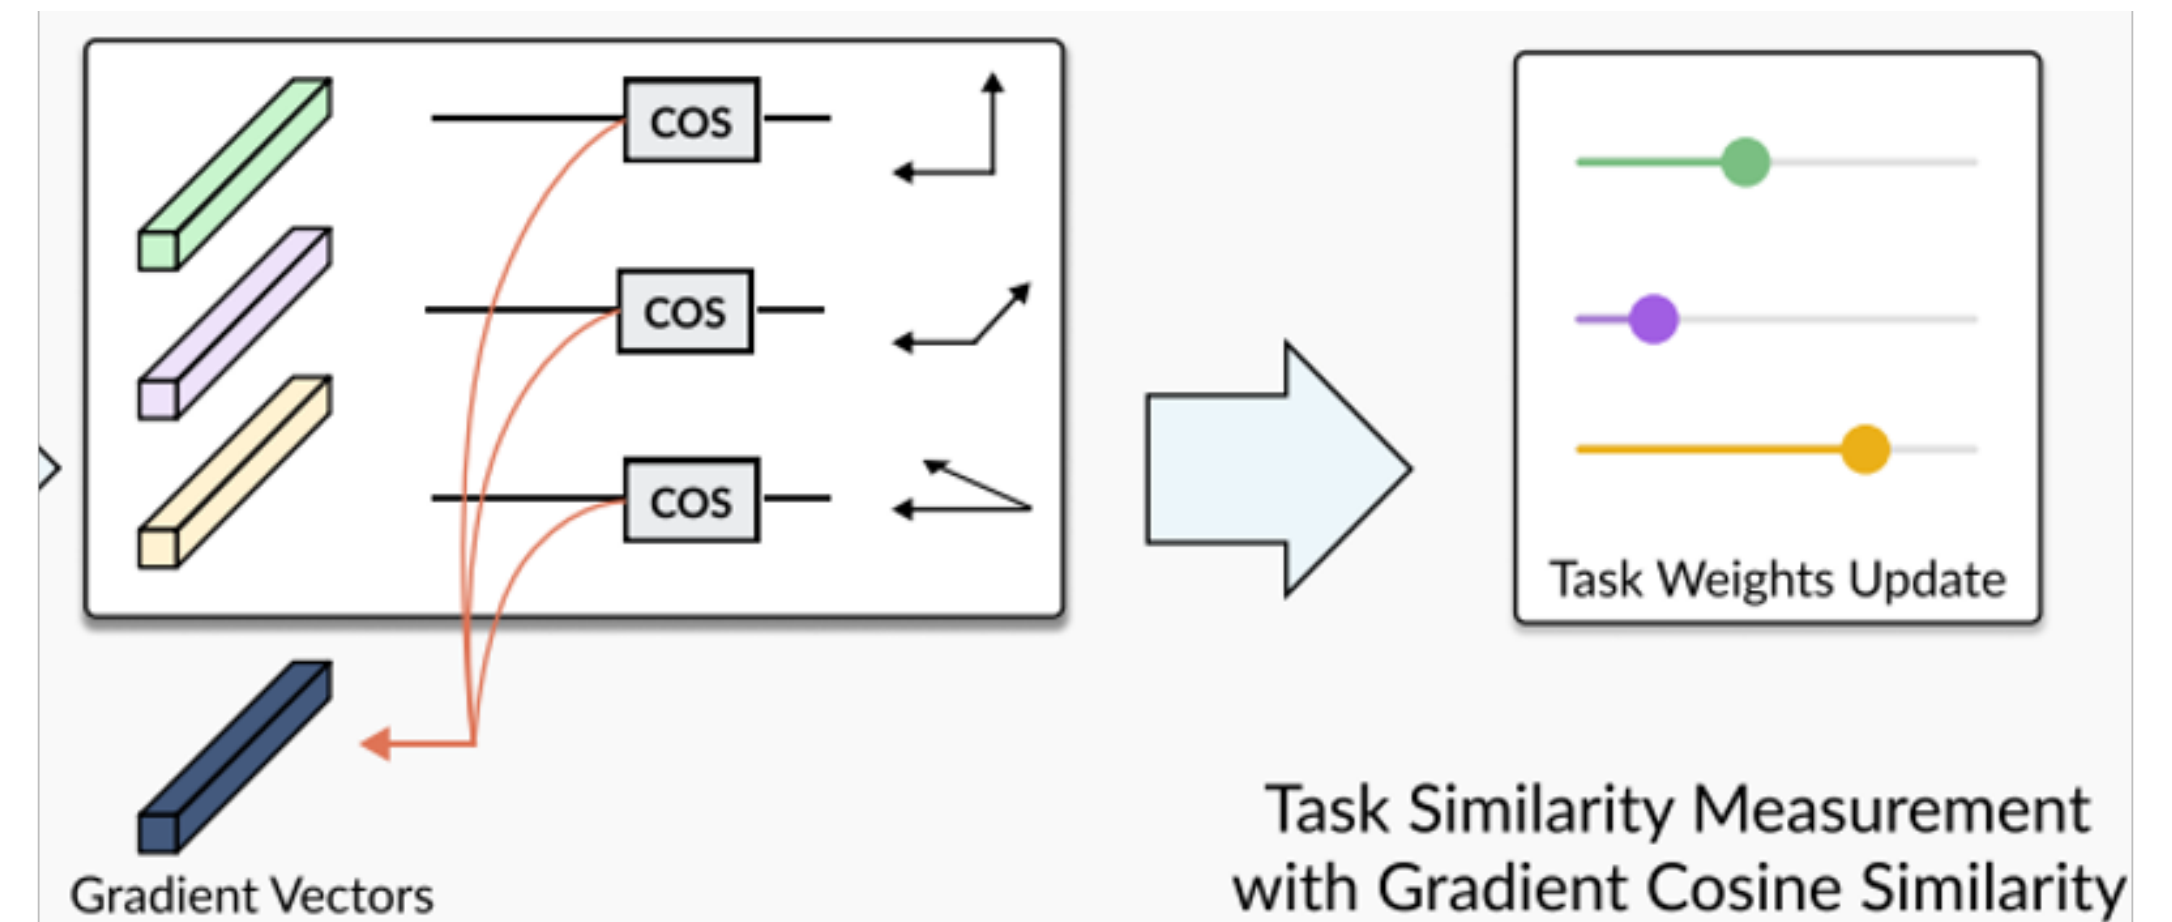 COS
COS
COS
Gradient Vectors
Task Weights Update
Task Similarity Measurement
with Gradient Cosine Similarity